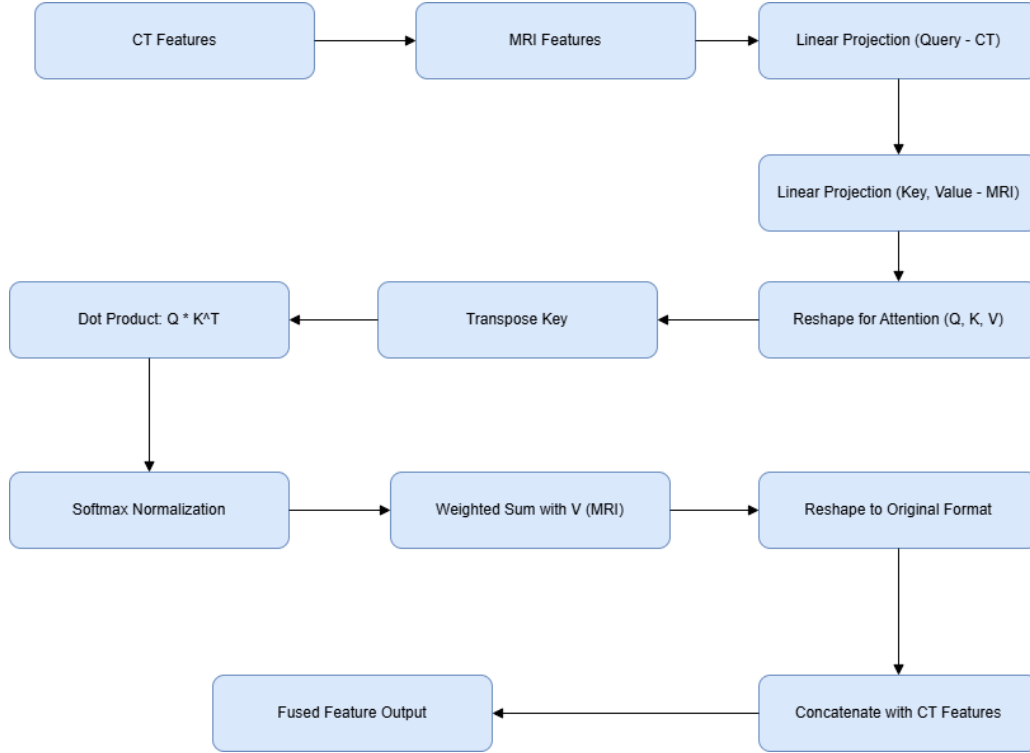 CT Features
MRI Features
Linear Projection (Query - CT)
Linear Projection (Key, Value - MRI)
Reshape for Attention (Q, K, V)
Transpose Key
Dot Product: Q * K^T
Softmax Normalization
Weighted Sum with V (MRI)
Reshape to Original Format
Concatenate with CT Features
Fused Feature Output